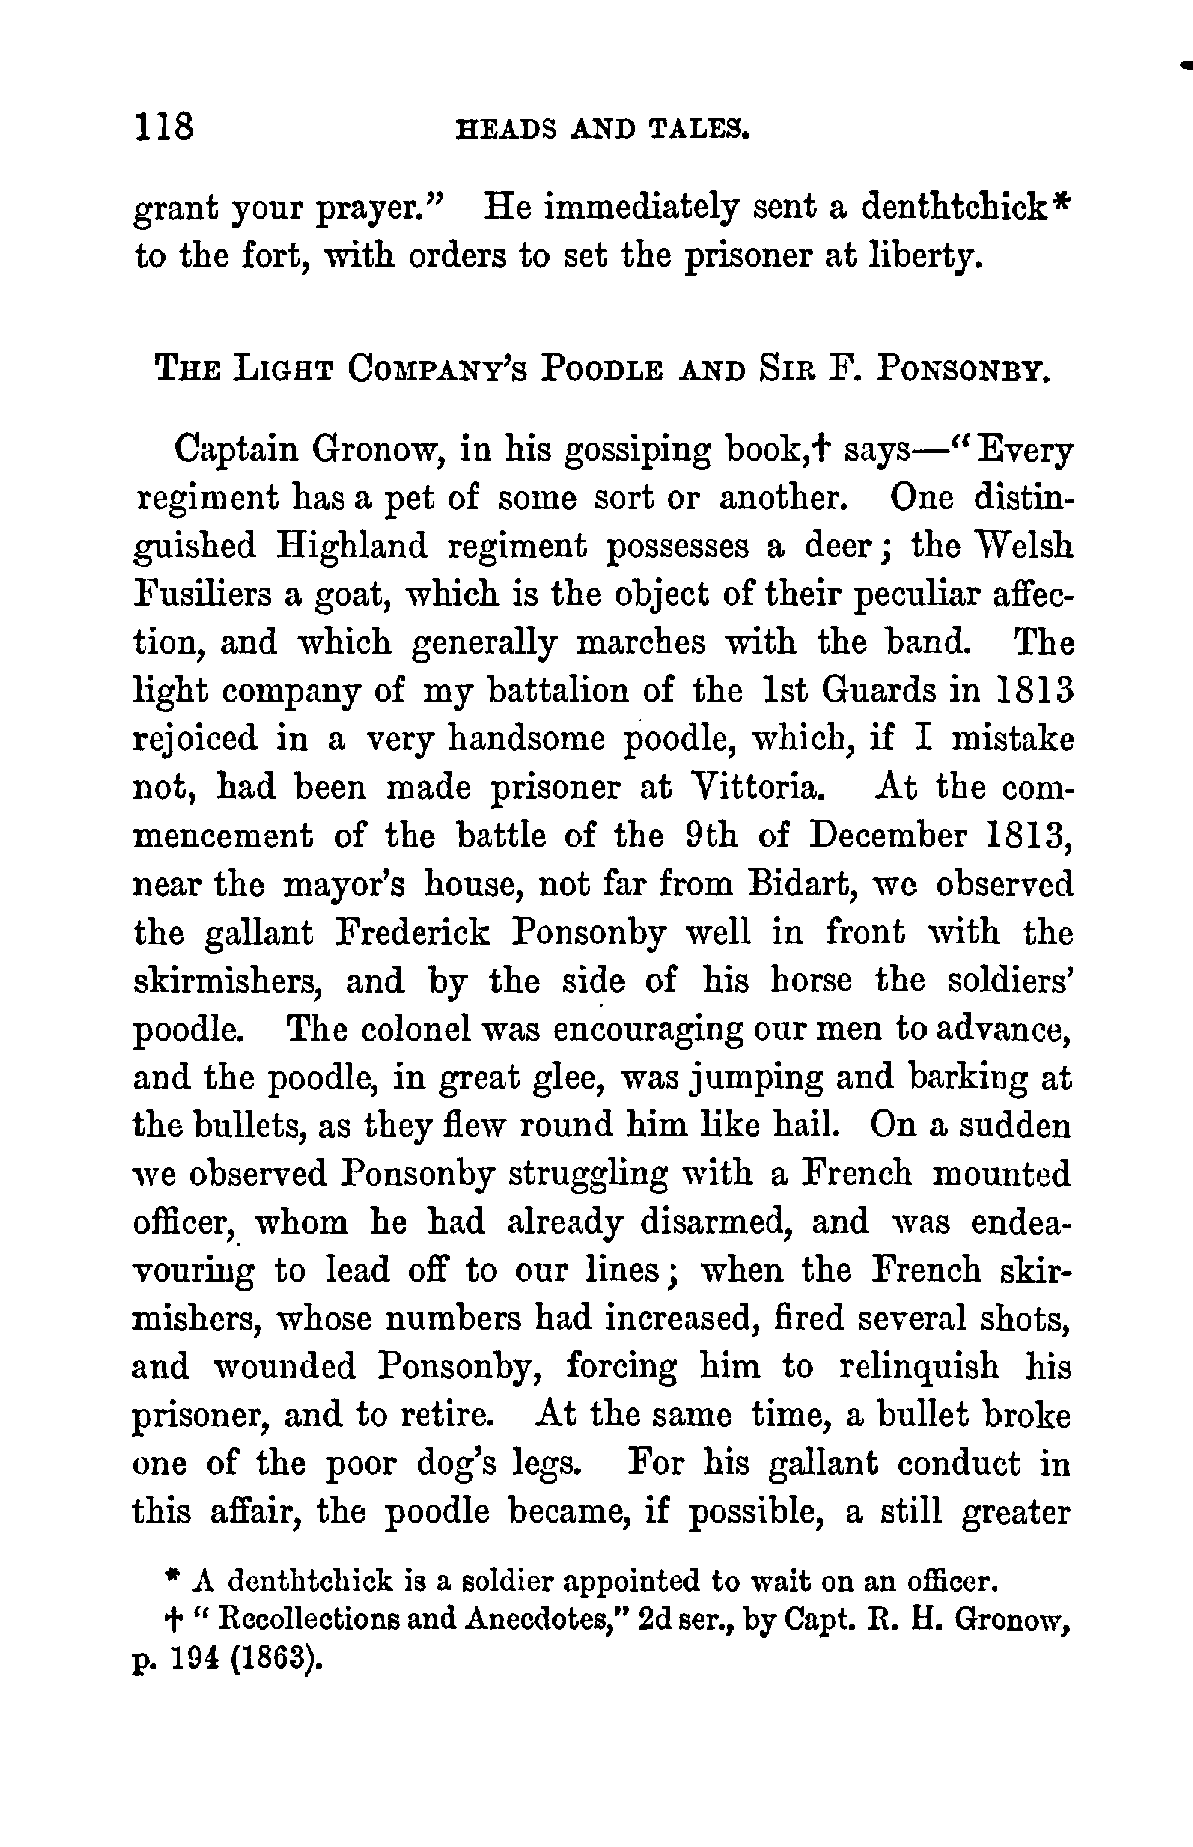 118 HEADS AND TALES.
grant your prayer.” He immediately sent a denthtchick*
to the fort, with orders to set the prisoner at liberty.
The Light Company’s Poodle and Sir F. Ponsonby.
Captain Gronow, in his gossiping book,† says—“Every
regiment has a pet of some sort or another. One distin-
guished Highland regiment possesses a deer; the Welsh
Fusiliers a goat, which is the object of their peculiar affec-
tion, and which generally marches with the band. The
light company of my battalion of the 1st Guards in 1813
rejoiced in a very handsome poodle, which, if I mistake
not, had been made prisoner at Vittoria. At the com-
mencement of the battle of the 9th of December 1813,
near the mayor’s house, not far from Bidart, we observed
the gallant Frederick Ponsonby well in front with the
skirmishers, and by the side of his horse the soldiers’
poodle. The colonel was encouraging our men to advance,
and the poodle, in great glee, was jumping and barking at
the bullets, as they flew round him like hail. On a sudden
we observed Ponsonby struggling with a French mounted
officer, whom he had already disarmed, and was endea-
vouring to lead off to our lines; when the French skir-
mishers, whose numbers had increased, fired several shots,
and wounded Ponsonby, forcing him to relinquish his
prisoner, and to retire. At the same time, a bullet broke
one of the poor dog’s legs. For his gallant conduct in
this affair, the poodle became, if possible, a still greater
* A denthtchick is a soldier appointed to wait on an officer.
† “Recollections and Anecdotes,” 2d ser., by Capt. R. H. Gronow,
p. 194 (1863).